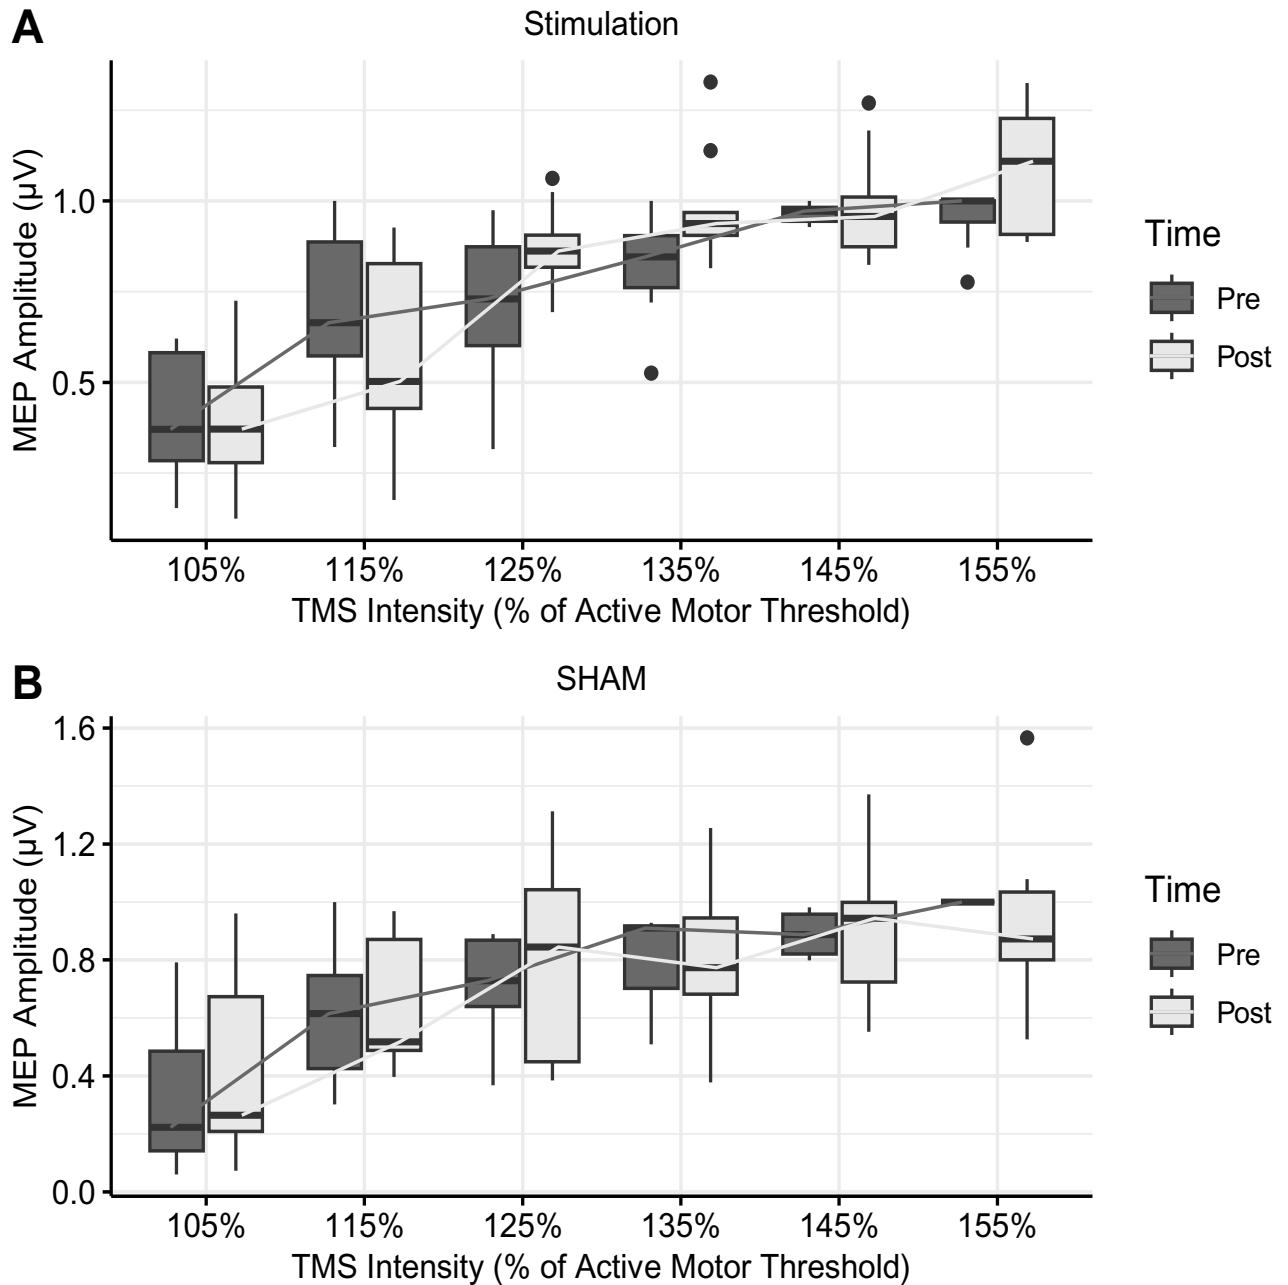 A
Stimulation
MEP Amplitude (µV)
1.0
0.5
105% 115% 125% 135% 145% 155%
TMS Intensity (% of Active Motor Threshold)
Time
Pre
Post
B
SHAM
MEP Amplitude (µV)
1.6
1.2
0.8
0.4
0.0
105% 115% 125% 135% 145% 155%
TMS Intensity (% of Active Motor Threshold)
Time
Pre
Post